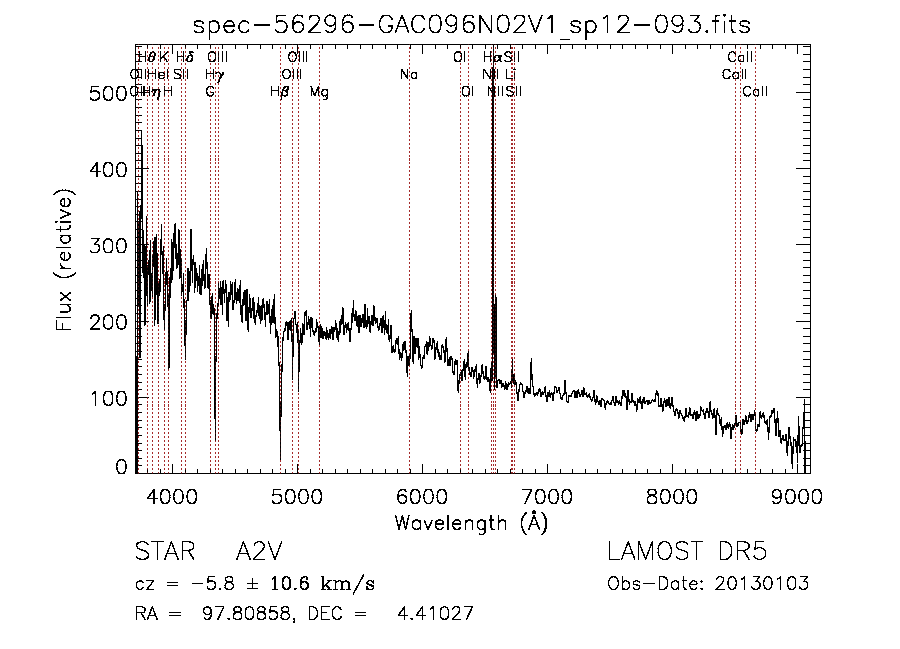 spec-56296-GAC096N02V1_sp12-093.fits
Hθ K Hδ OIII OIII OI Hα SII CaII
OII HeI SII Hγ OIII Na NII Li CaII
OII Hη H G Hβ Mg OI NII SII CaII
500
400
300
200
100
0
Flux (relative)
4000 5000 6000 7000 8000 9000
Wavelength (Å)
STAR A2V LAMOST DR5
cz = -5.8 ± 10.6 km/s Obs-Date: 20130103
RA = 97.80858, DEC = 4.41027